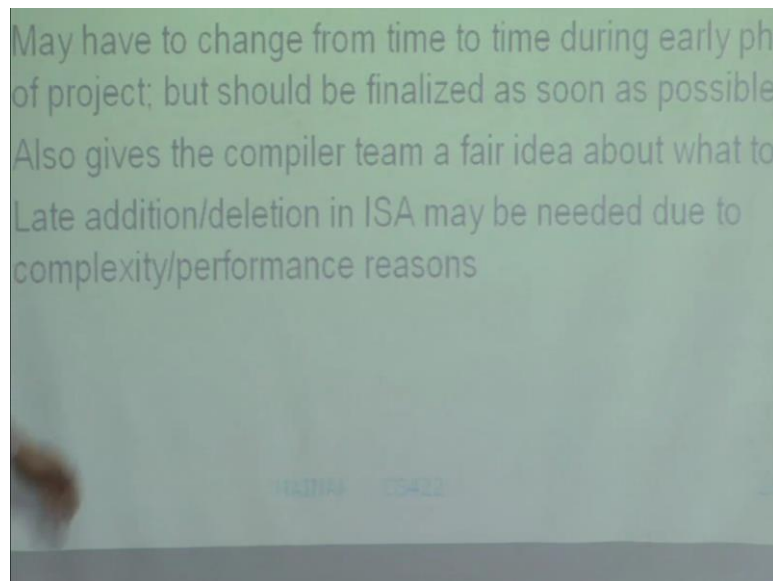 May have to change from time to time during early ph
of project; but should be finalized as soon as possible
Also gives the compiler team a fair idea about what to
Late addition/deletion in ISA may be needed due to
complexity/performance reasons
MAINAK CS422